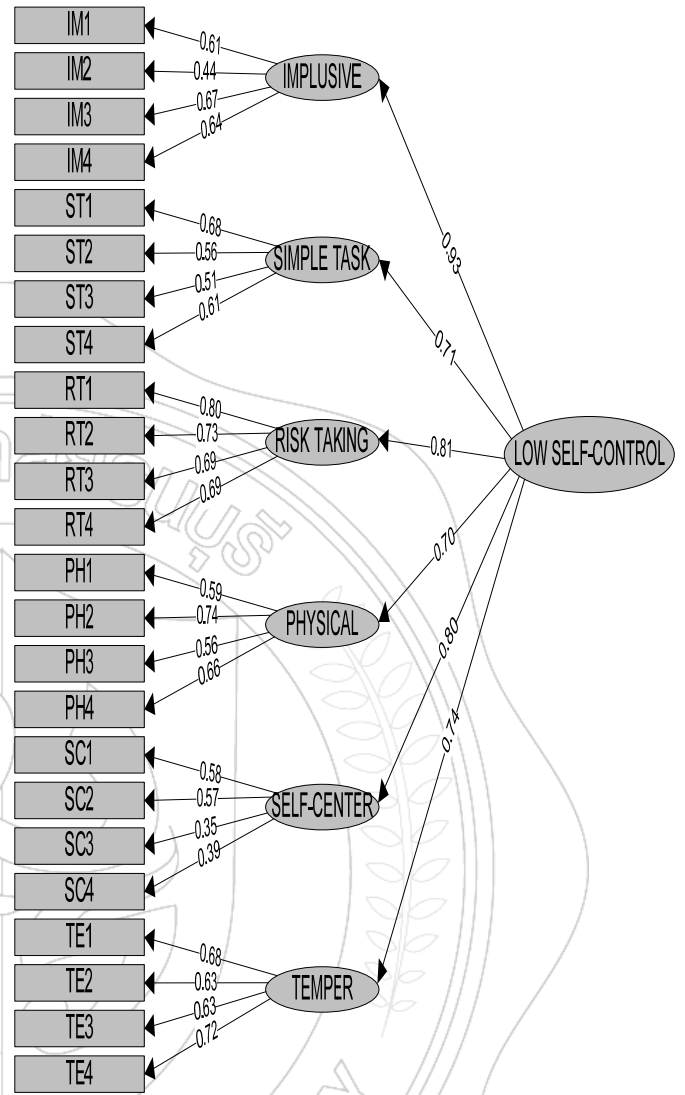 IM1
IM2
IM3
IM4
ST1
ST2
ST3
ST4
RT1
RT2
RT3
RT4
PH1
PH2
PH3
PH4
SC1
SC2
SC3
SC4
TE1
TE2
TE3
TE4
0.61
0.44
0.67
0.64
0.68
0.56
0.51
0.61
0.80
0.73
0.69
0.69
0.59
0.74
0.56
0.66
0.58
0.57
0.35
0.39
0.68
0.63
0.63
0.72
IMPLUSIVE
SIMPLE TASK
RISK TAKING
PHYSICAL
SELF-CENTER
TEMPER
0.93
0.71
0.81
0.70
0.80
0.74
LOW SELF-CONTROL